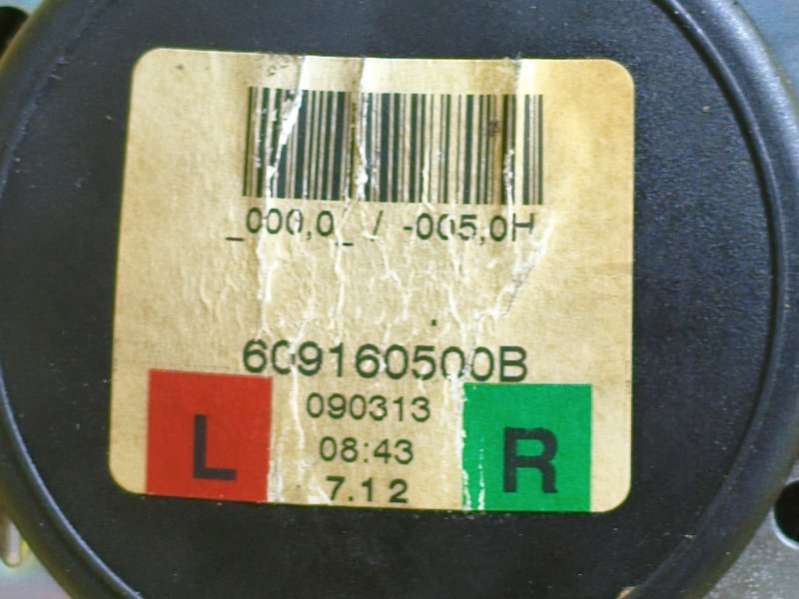 _000,0_ / -005,0H
609160500B
090313
L
08:43
R
7.12